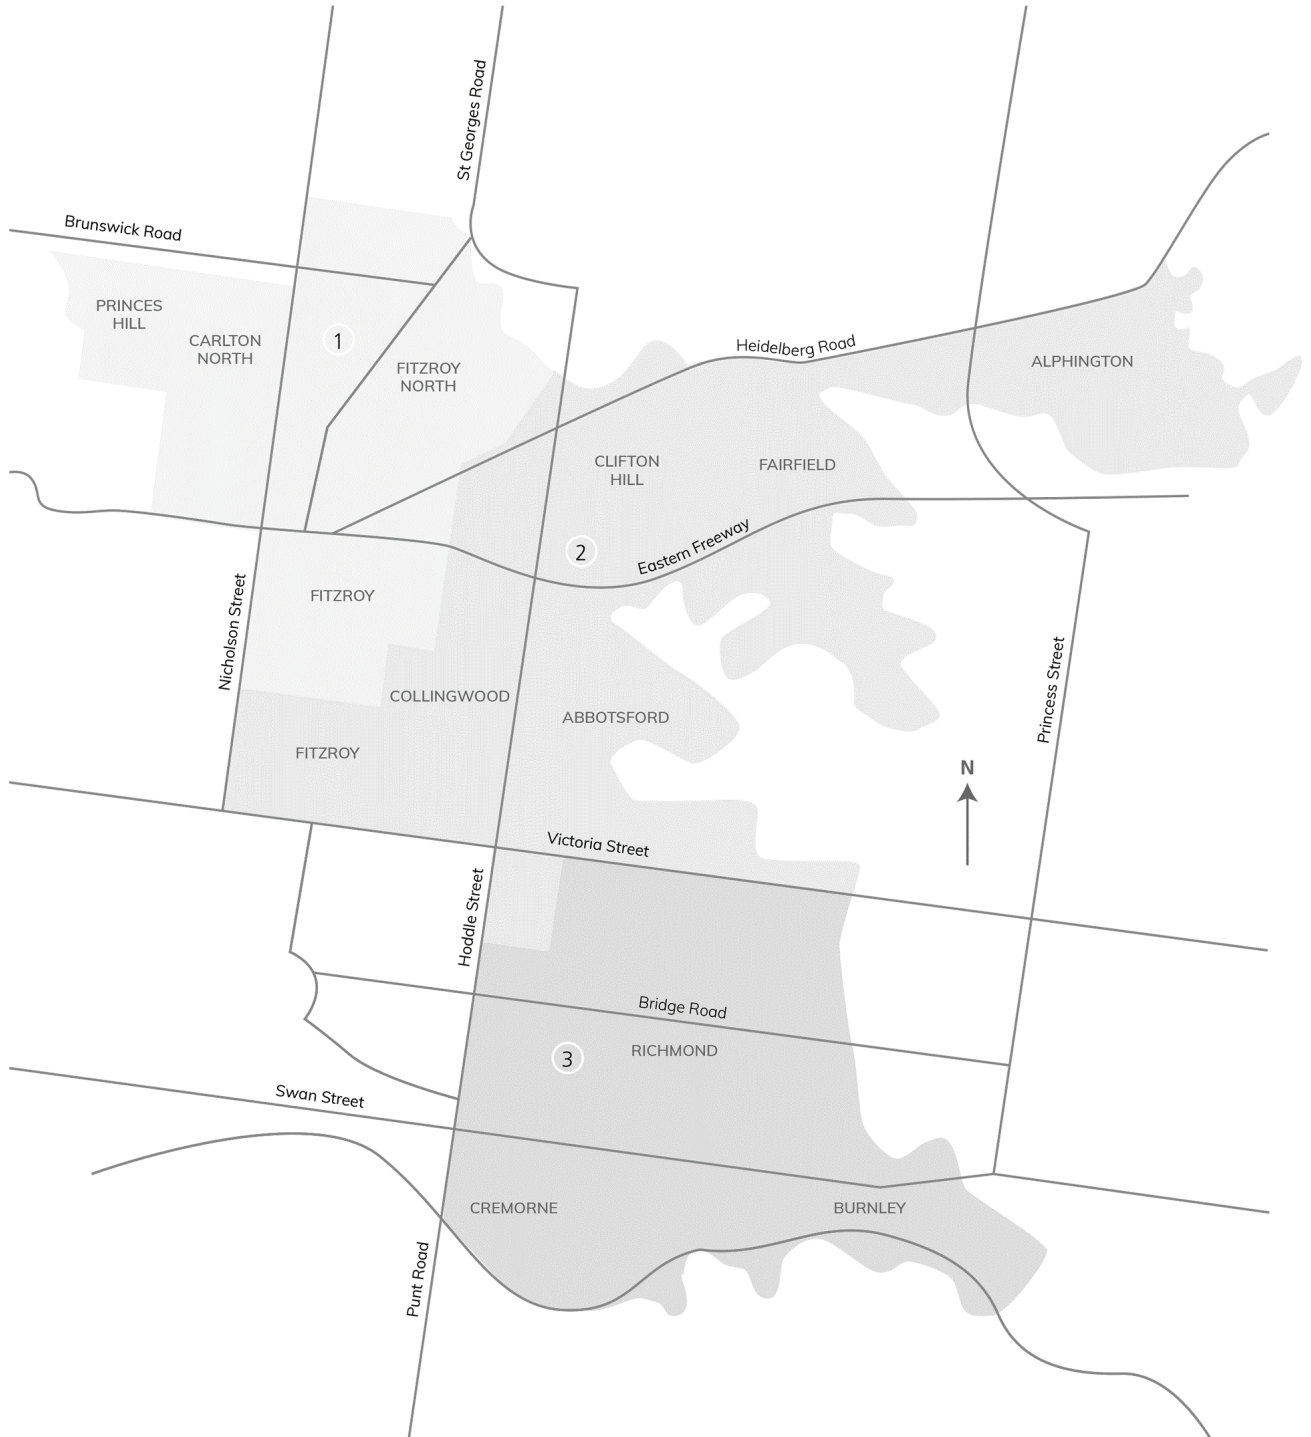 St Georges Road
Brunswick Road
PRINCES
HILL
CARLTON
NORTH
1
FITZROY
NORTH
Heidelberg Road
ALPHINGTON
CLIFTON
HILL
FAIRFIELD
2
Eastern Freeway
FITZROY
Nicholson Street
COLLINGWOOD
ABBOTSFORD
Princess Street
FITZROY
N
Victoria Street
Hoddle Street
Bridge Road
3
RICHMOND
Swan Street
CREMORNE
BURNLEY
Punt Road